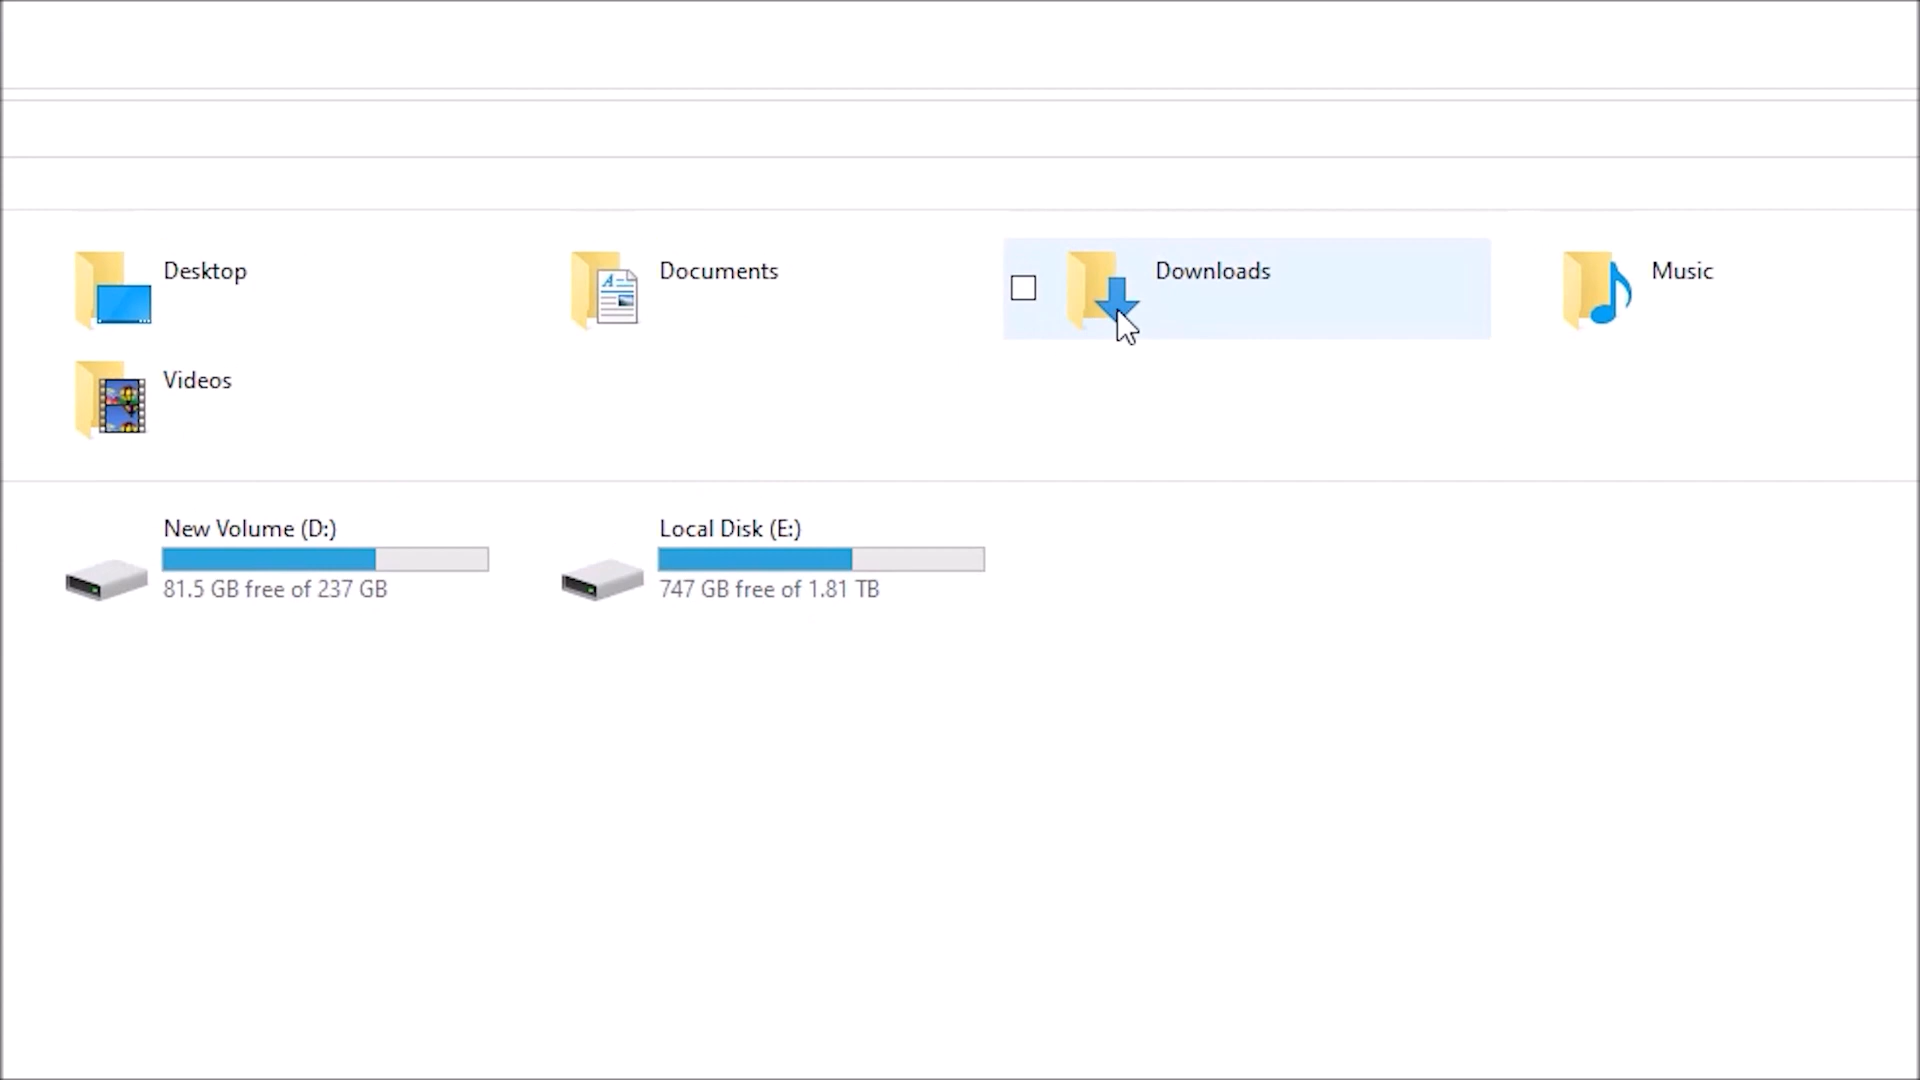 Desktop
Documents
Downloads
Music
Videos
New Volume (D:)
81.5 GB free of 237 GB
Local Disk (E:)
747 GB free of 1.81 TB